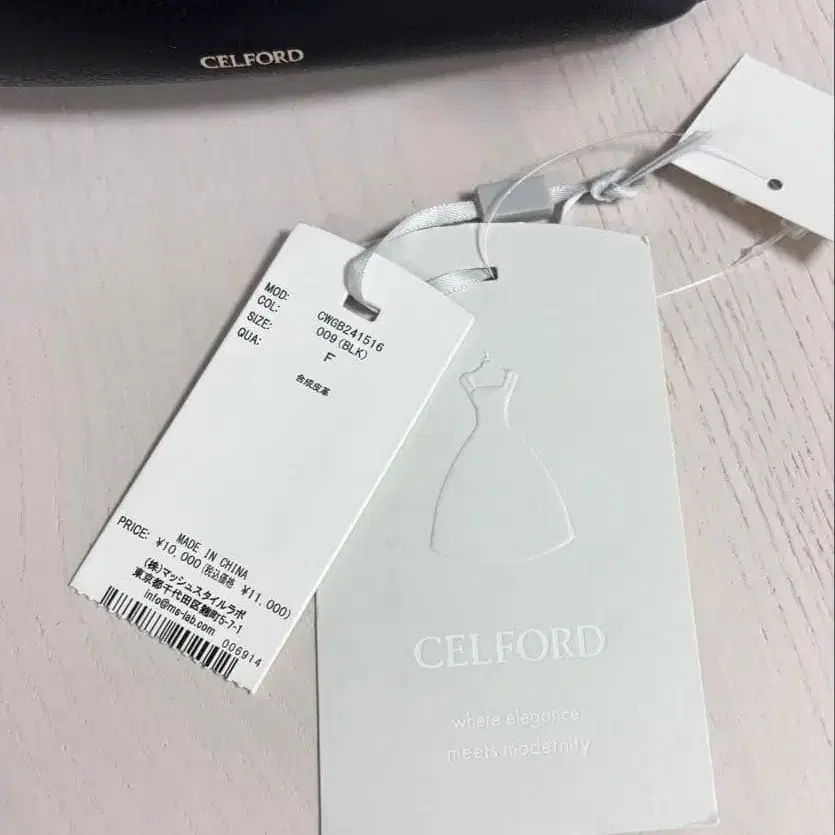 CELFORD
MOD: CWGB241516
COL: 009(BLK)
SIZE: F
QUA:
合成皮革
MADE IN CHINA
PRICE: ¥10,000(税込価格 ¥11,000)
(株)マッシュスタイルラボ
東京都千代田区麹町5-7-1
info@ms-lab.com
006914
CELFORD
where elegance
meets modernity